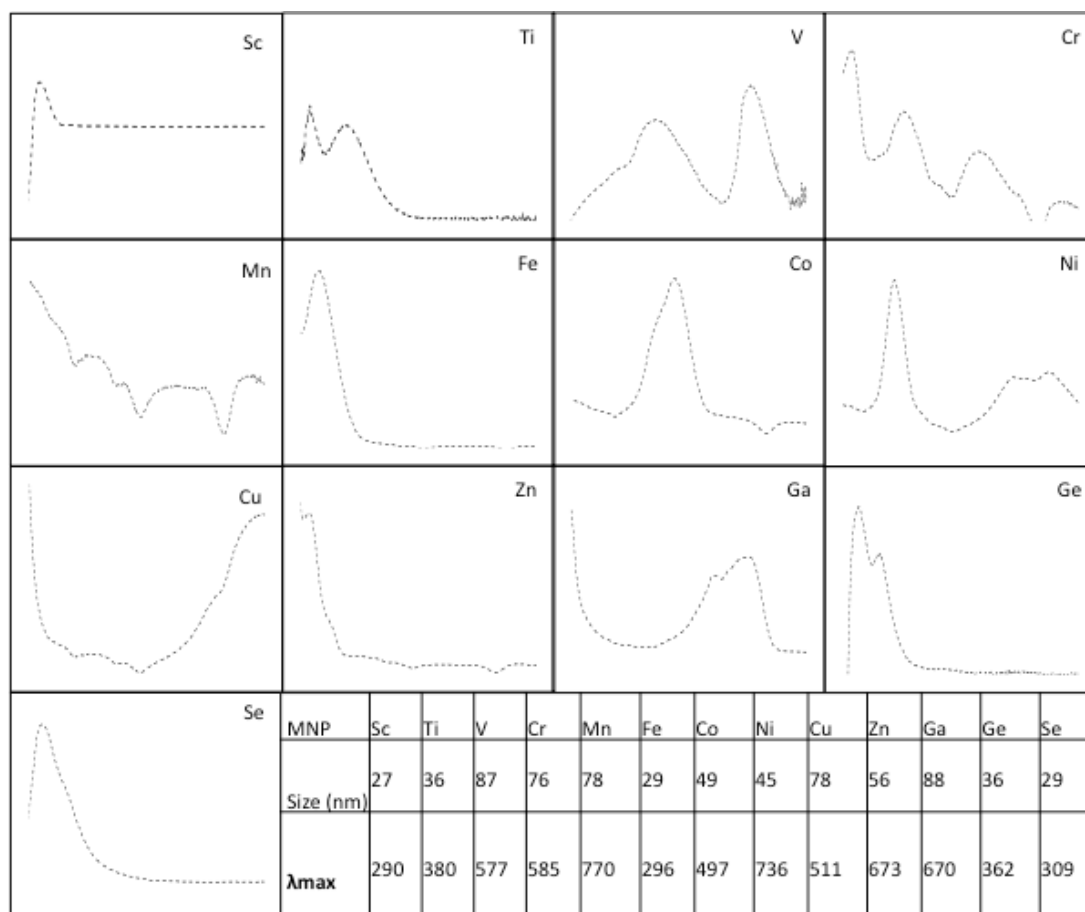 Sc Ti V Cr
Mn Fe Co Ni
Cu Zn Ga Ge
Se
MNP Sc Ti V Cr Mn Fe Co Ni Cu Zn Ga Ge Se
Size (nm) 27 36 87 76 78 29 49 45 78 56 88 36 29
λmax 290 380 577 585 770 296 497 736 511 673 670 362 309